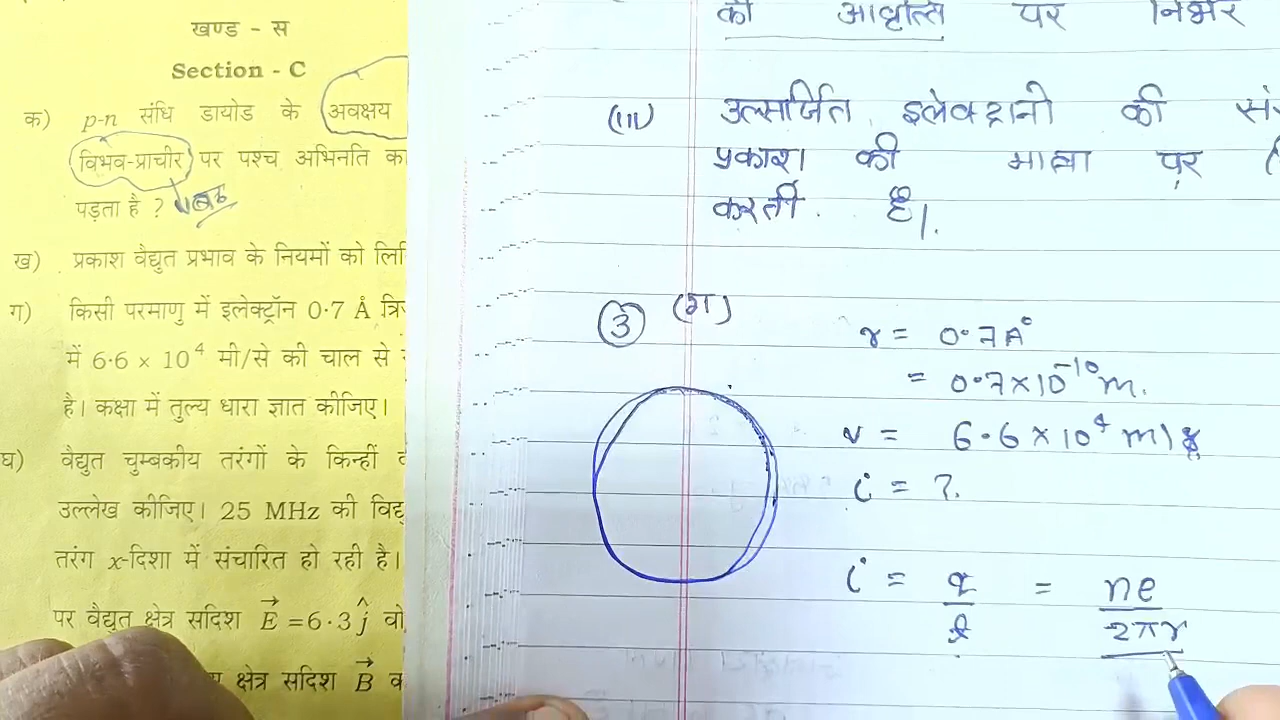 खण्ड - स
Section - C
क) p-n संधि डायोड के अवक्षय
विभव-प्राचीर पर पश्च अभिनति का
पड़ता है ?
ख) प्रकाश वैद्युत प्रभाव के नियमों को
ग) किसी परमाणु में इलेक्ट्रॉन 0·7 Å
में 6·6 × 10⁴ मी/से की चाल से
है। कक्षा में तुल्य धारा ज्ञात कीजिए।
घ) वैद्युत चुम्बकीय तरंगों के किन्हीं
उल्लेख कीजिए। 25 MHz की
तरंग x-दिशा में संचारित हो रही है।
पर वैद्युत क्षेत्र सदिश E⃗ = 6·3 ĵ
क्षेत्र सदिश B⃗
की आवृत्ति पर निर्भर
(iii) उत्सर्जित इलेक्ट्रानो की
प्रकाश की मात्रा पर
करती है।
③ (ग)
r = 0.7 A°
= 0.7 × 10⁻¹⁰ m.
v = 6.6 × 10⁴ m/s
i = ?.
i = q/t = ne/2πr